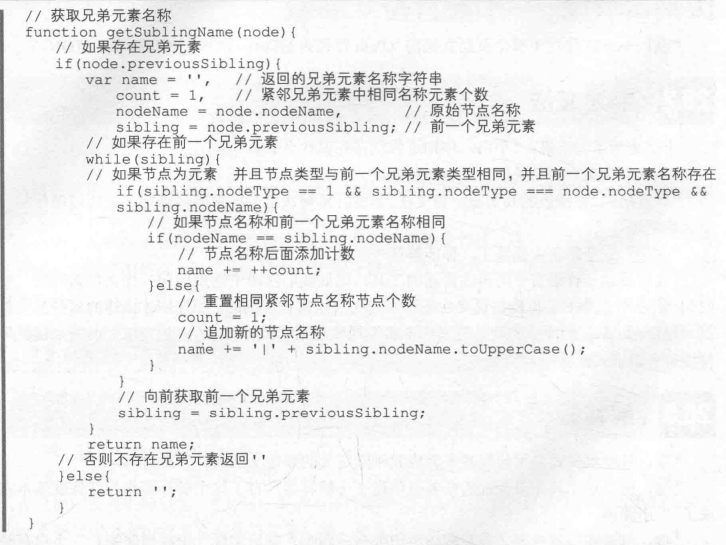 // 获取兄弟元素名称
function getSublingName(node){
// 如果存在兄弟元素
if(node.previousSibling){
var name = '', // 返回的兄弟元素名称字符串
count = 1, // 紧邻兄弟元素中相同名称元素个数
nodeName = node.nodeName, // 原始节点名称
sibling = node.previousSibling; // 前一个兄弟元素
// 如果存在前一个兄弟元素
while(sibling){
// 如果节点为元素 并且节点类型与前一个兄弟元素类型相同，并且前一个兄弟元素名称存在
if(sibling.nodeType == 1 && sibling.nodeType === node.nodeType &&
sibling.nodeName){
// 如果节点名称和前一个兄弟元素名称相同
if(nodeName == sibling.nodeName){
// 节点名称后面添加计数
name += ++count;
}else{
// 重置相同紧邻节点名称节点个数
count = 1;
// 追加新的节点名称
name += '|' + sibling.nodeName.toUpperCase();
}
}
// 向前获取前一个兄弟元素
sibling = sibling.previousSibling;
}
return name;
// 否则不存在兄弟元素返回''
}else{
return '';
}
}